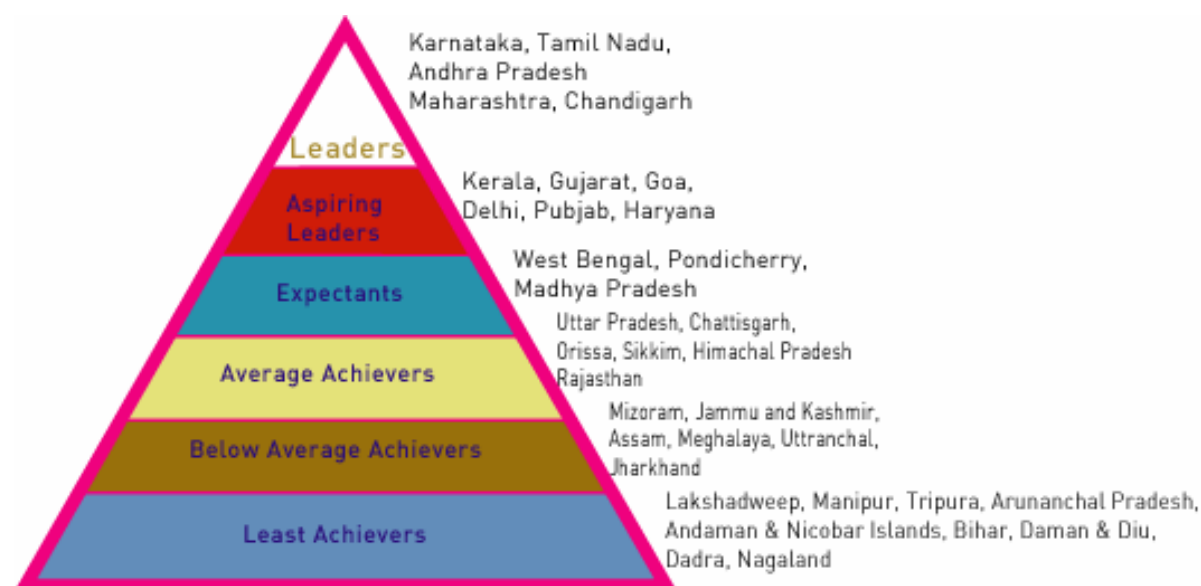 Karnataka, Tamil Nadu,
Andhra Pradesh
Maharashtra, Chandigarh
Leaders
Kerala, Gujarat, Goa,
Delhi, Pubjab, Haryana
Aspiring
Leaders
West Bengal, Pondicherry,
Madhya Pradesh
Expectants
Uttar Pradesh, Chattisgarh,
Orissa, Sikkim, Himachal Pradesh
Rajasthan
Average Achievers
Mizoram, Jammu and Kashmir,
Assam, Meghalaya, Uttranchal,
Jharkhand
Below Average Achievers
Lakshadweep, Manipur, Tripura, Arunanchal Pradesh,
Andaman & Nicobar Islands, Bihar, Daman & Diu,
Dadra, Nagaland
Least Achievers